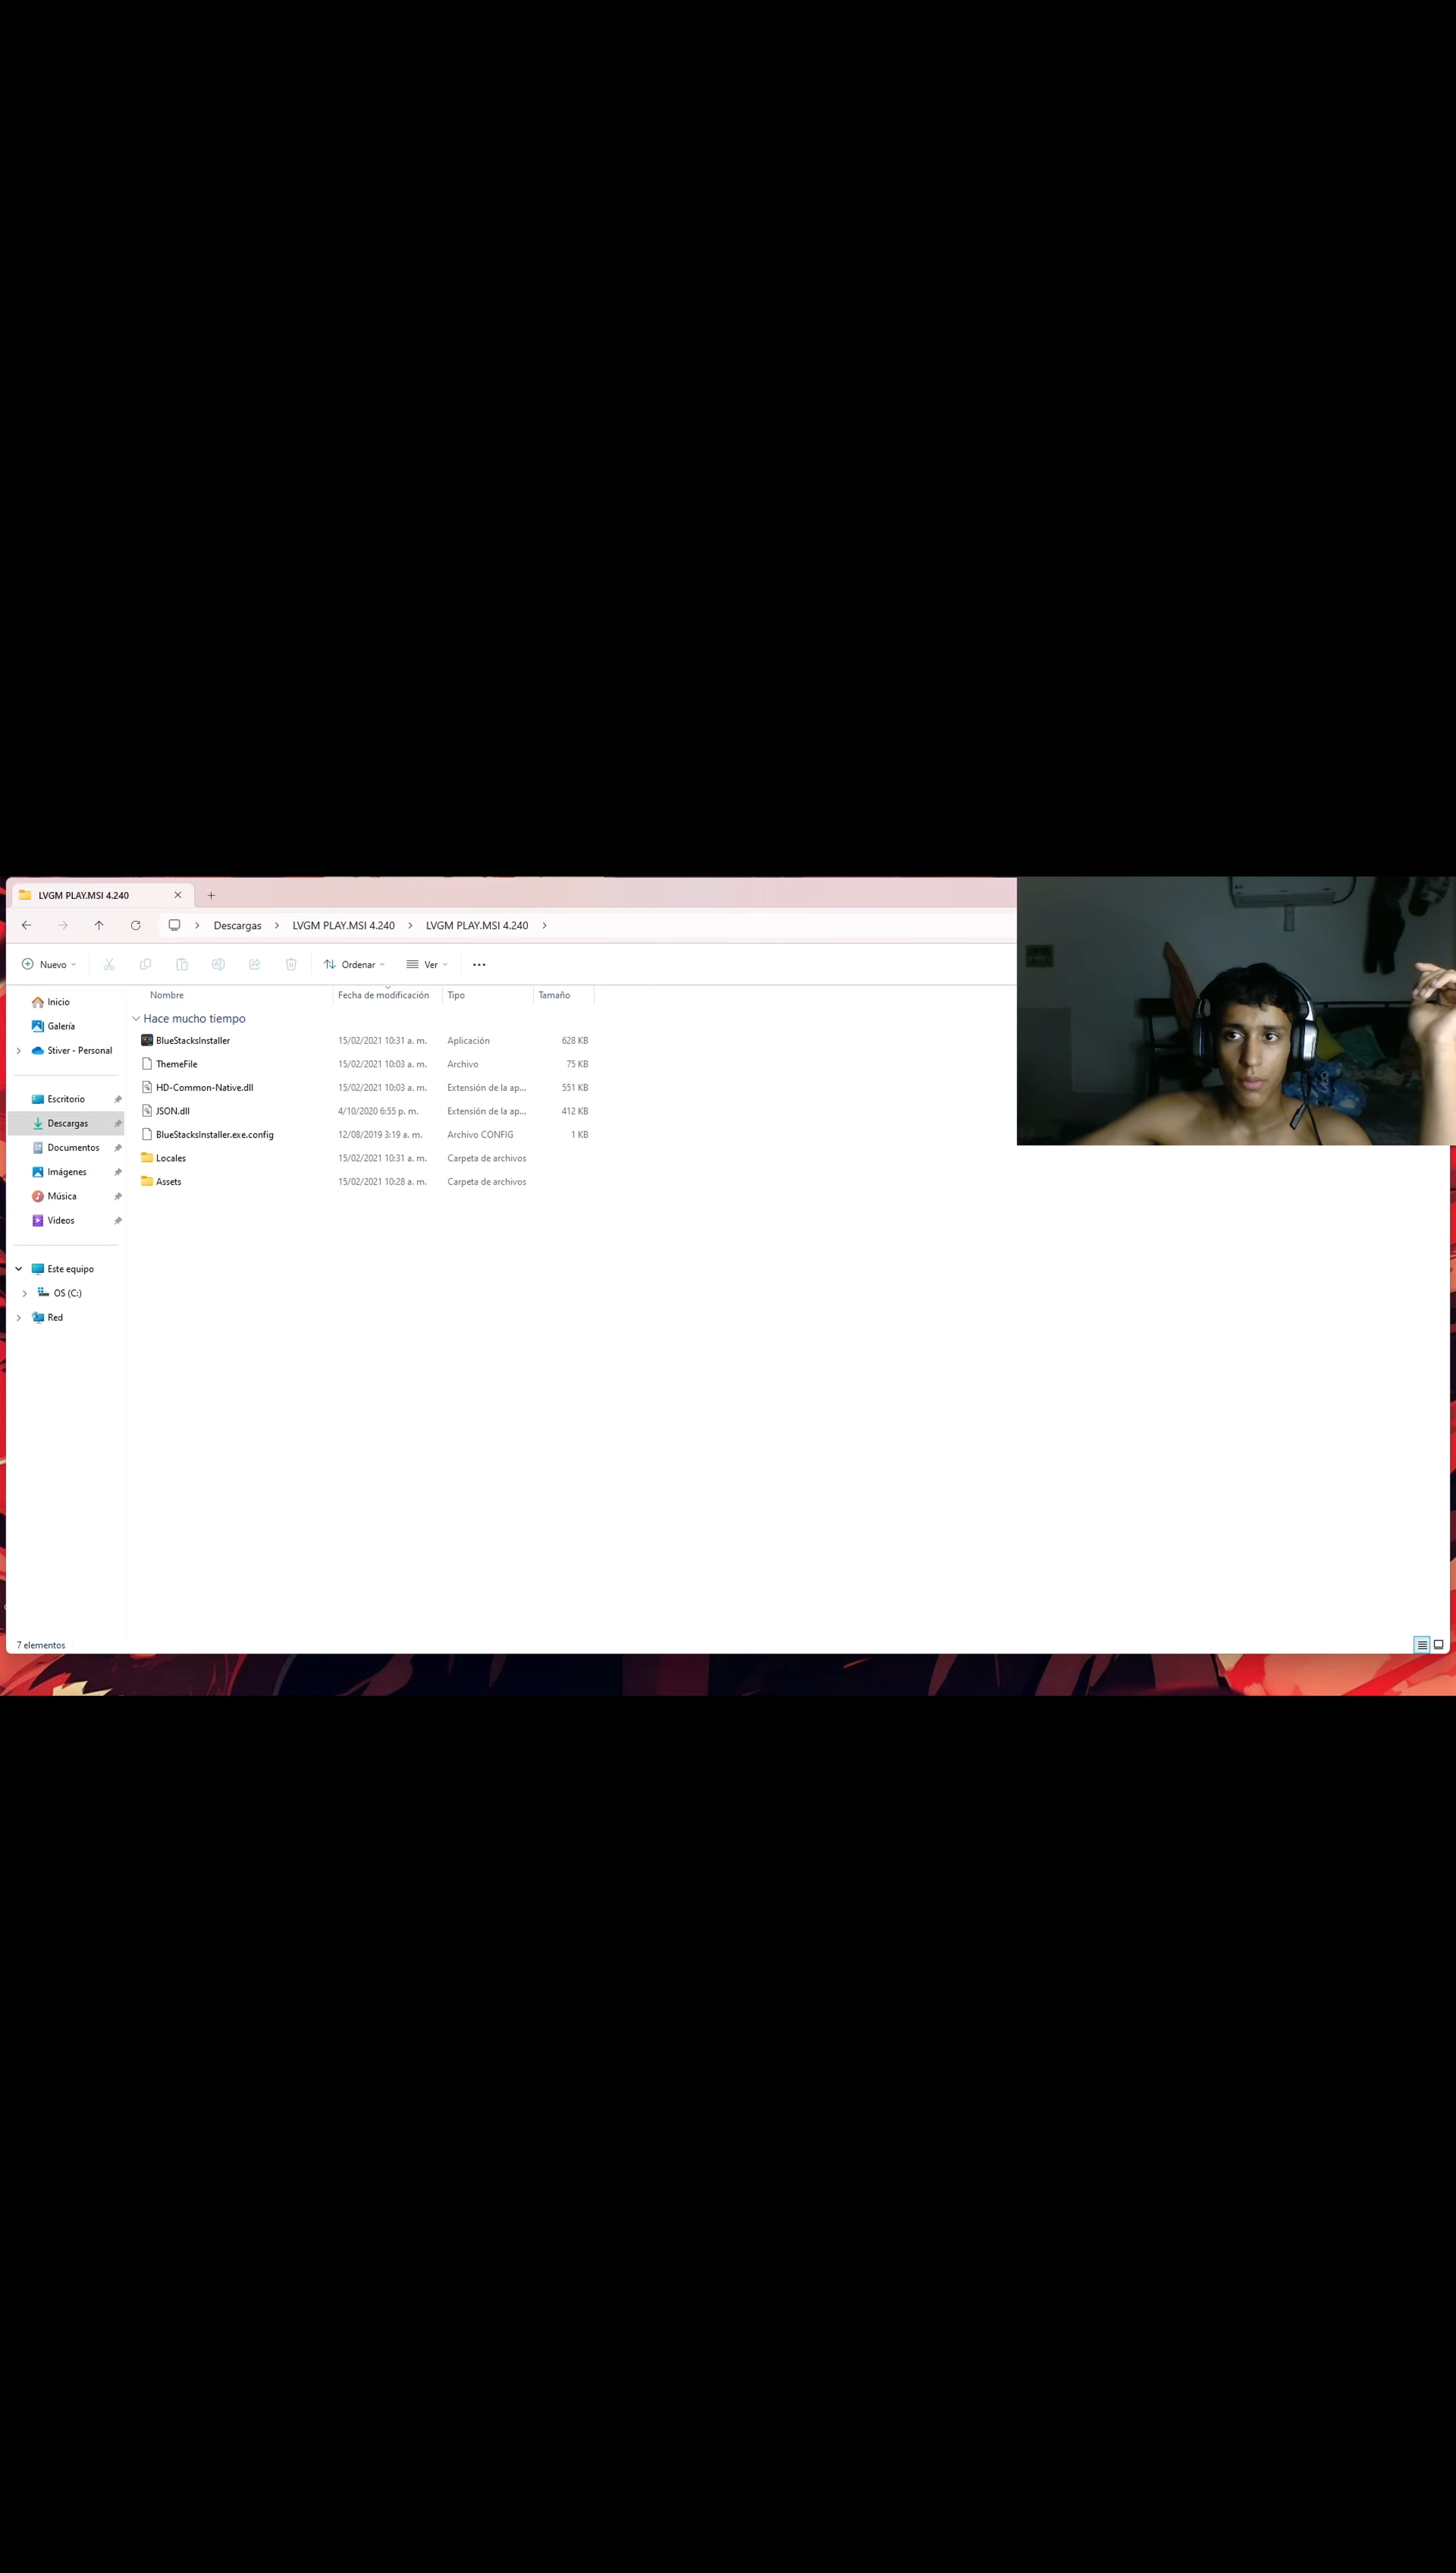 LVGM PLAY.MSI 4.240
Descargas > LVGM PLAY.MSI 4.240 > LVGM PLAY.MSI 4.240 >
Nuevo Ordenar Ver
Nombre Fecha de modificación Tipo Tamaño
Inicio
Galería
Stiver - Personal
Escritorio
Descargas
Documentos
Imágenes
Música
Videos
Este equipo
OS (C:)
Red
Hace mucho tiempo
BlueStacksInstaller 15/02/2021 10:31 a. m. Aplicación 628 KB
ThemeFile 15/02/2021 10:03 a. m. Archivo 75 KB
HD-Common-Native.dll 15/02/2021 10:03 a. m. Extensión de la ap... 551 KB
JSON.dll 4/10/2020 6:55 p. m. Extensión de la ap... 412 KB
BlueStacksInstaller.exe.config 12/08/2019 3:19 a. m. Archivo CONFIG 1 KB
Locales 15/02/2021 10:31 a. m. Carpeta de archivos
Assets 15/02/2021 10:28 a. m. Carpeta de archivos
7 elementos